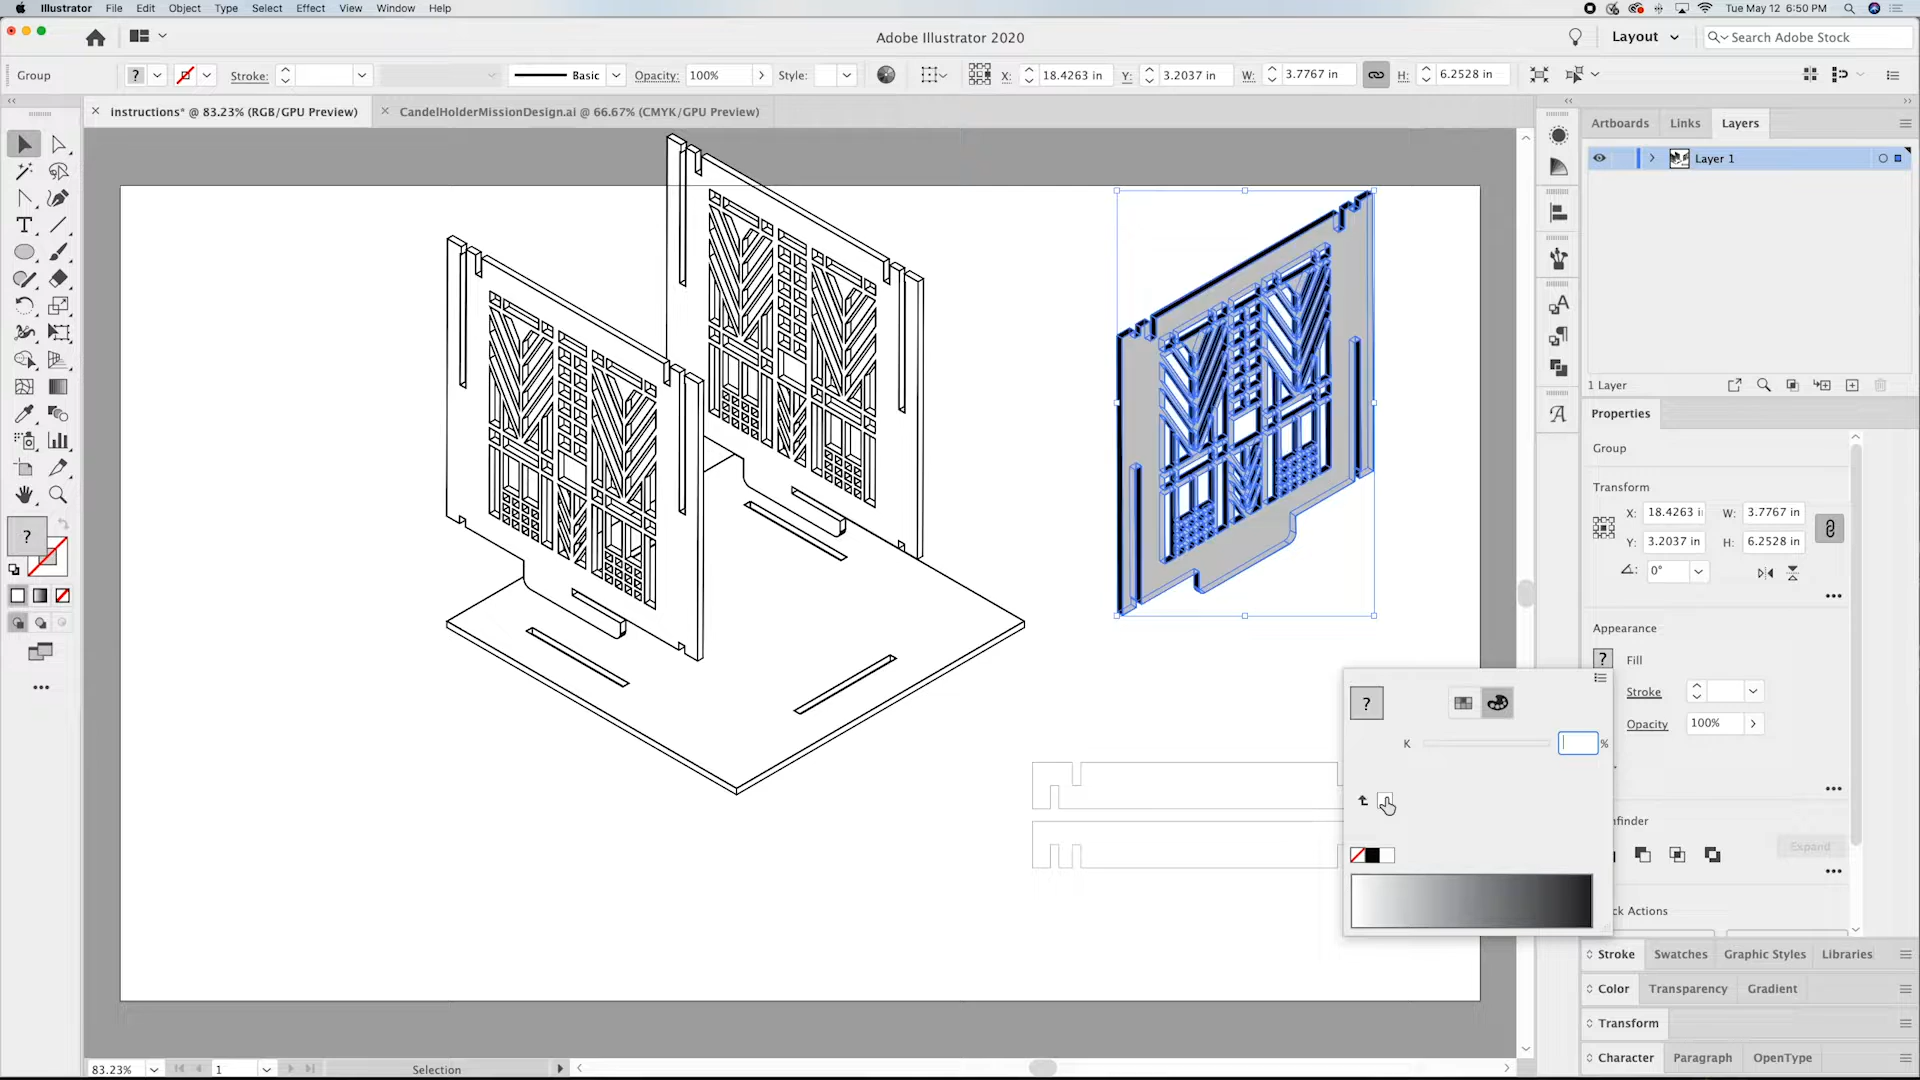 Illustrator File Edit Object Type Select Effect View Window Help Tue May 12 6:50 PM
Adobe Illustrator 2020 Layout Search Adobe Stock
Group ? Stroke: Basic Opacity: 100% Style: X: 18.4263 in Y: 3.2037 in W: 3.7767 in H: 6.2528 in
instructions* @ 83.23% (RGB/GPU Preview) CandelHolderMissionDesign.ai @ 66.67% (CMYK/GPU Preview)
Artboards Links Layers
Layer 1
1 Layer
Properties
Group
Transform
X: 18.4263 i W: 3.7767 in
Y: 3.2037 in H: 6.2528 in
0°
Appearance
? Fill
Stroke
Opacity 100%
?
?
K %
finder
Expand
ck Actions
Stroke Swatches Graphic Styles Libraries
Color Transparency Gradient
Transform
Character Paragraph OpenType
83.23% 1 Selection